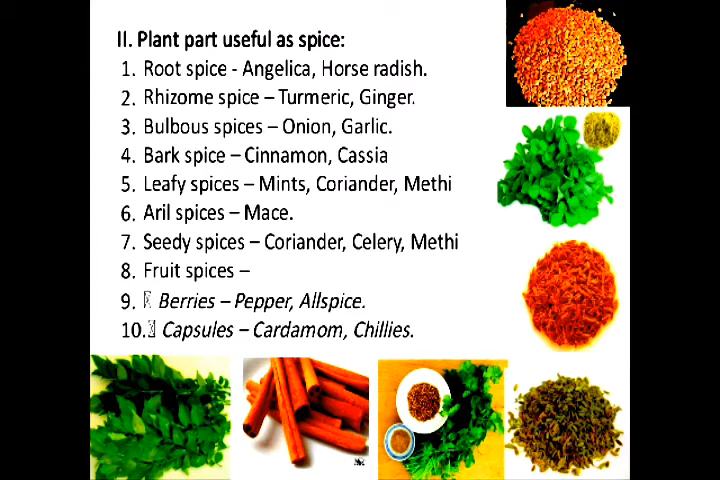 II. Plant part useful as spice:
1. Root spice - Angelica, Horse radish.
2. Rhizome spice – Turmeric, Ginger.
3. Bulbous spices – Onion, Garlic.
4. Bark spice – Cinnamon, Cassia
5. Leafy spices – Mints, Coriander, Methi
6. Aril spices – Mace.
7. Seedy spices – Coriander, Celery, Methi
8. Fruit spices –
9. Berries – Pepper, Allspice.
10. Capsules – Cardamom, Chillies.